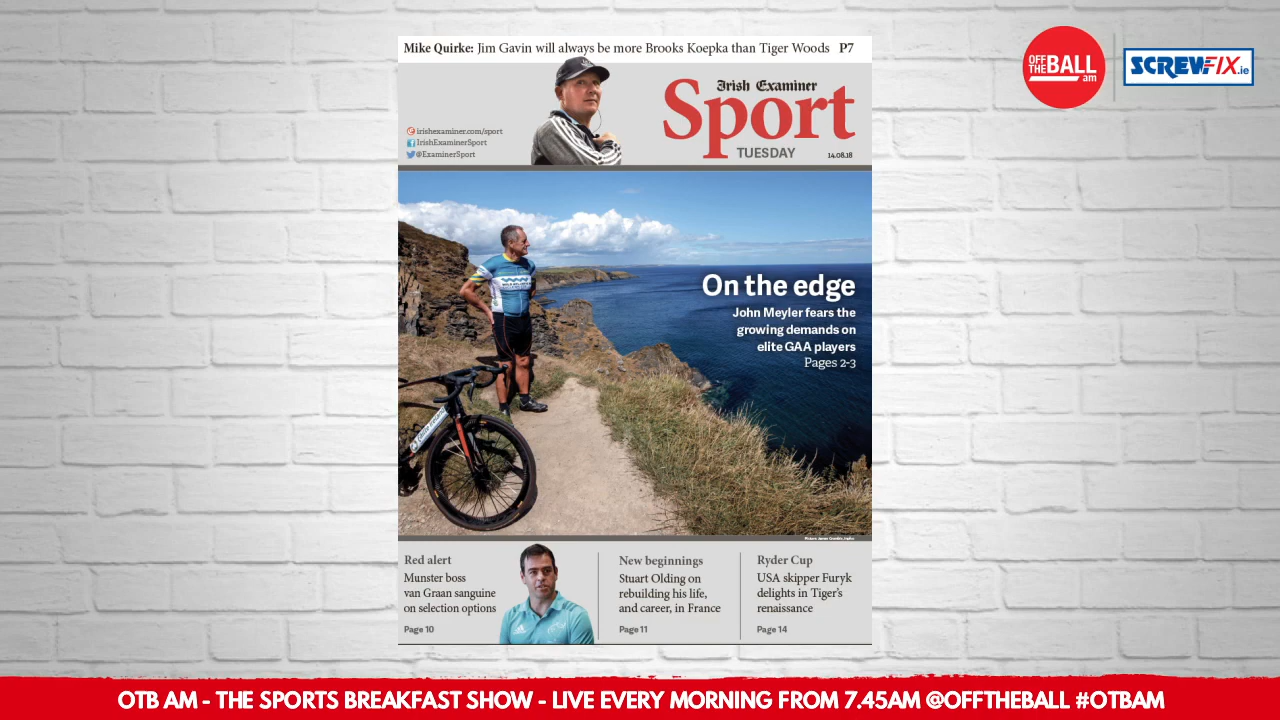 Mike Quirke: Jim Gavin will always be more Brooks Koepka than Tiger Woods P7
OFF
THE BALL
am
SCREWFIX.ie
Irish Examiner
Sport
TUESDAY 14.08.18
irishexaminer.com/sport
IrishExaminerSport
@ExaminerSport
On the edge
John Meyler fears the
growing demands on
elite GAA players
Pages 2-3
Red alert
Munster boss
van Graan sanguine
on selection options
Page 10
New beginnings
Stuart Olding on
rebuilding his life,
and career, in France
Page 11
Ryder Cup
USA skipper Furyk
delights in Tiger's
renaissance
Page 14
OTB AM - THE SPORTS BREAKFAST SHOW - LIVE EVERY MORNING FROM 7.45AM @OFFTHEBALL #OTBAM